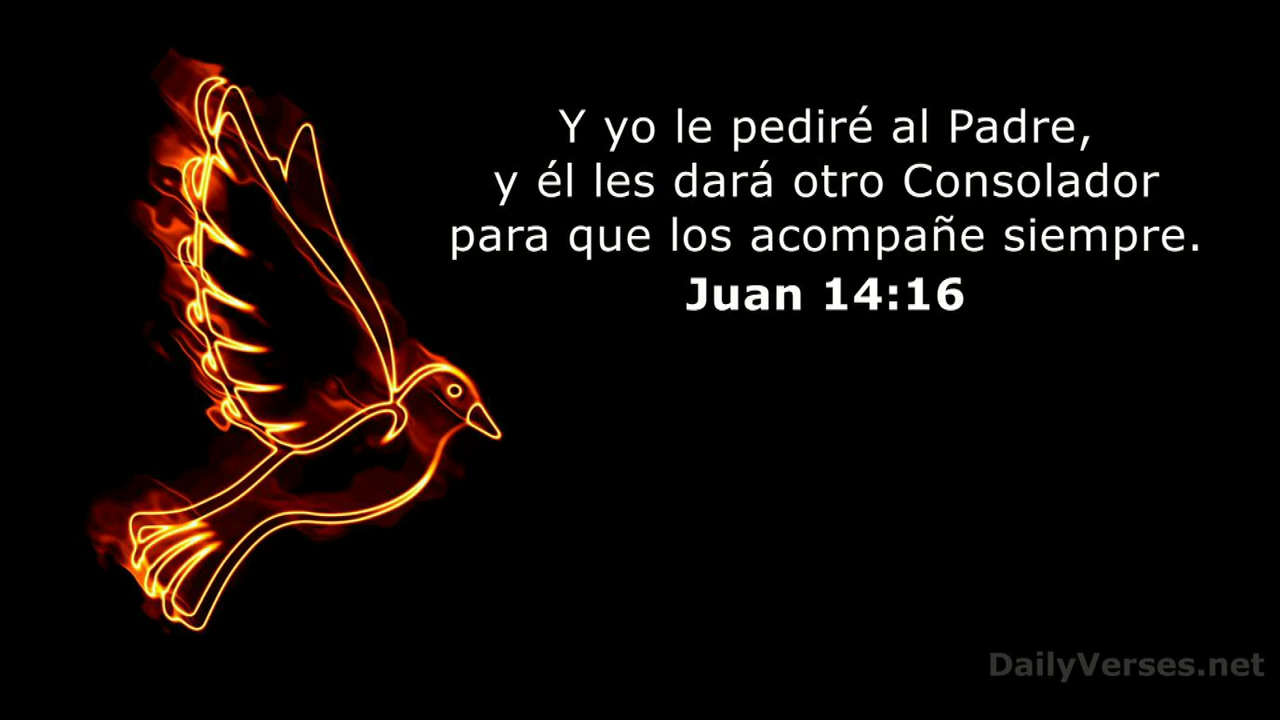 Y yo le pediré al Padre,
y él les dará otro Consolador
para que los acompañe siempre.
Juan 14:16
DailyVerses.net